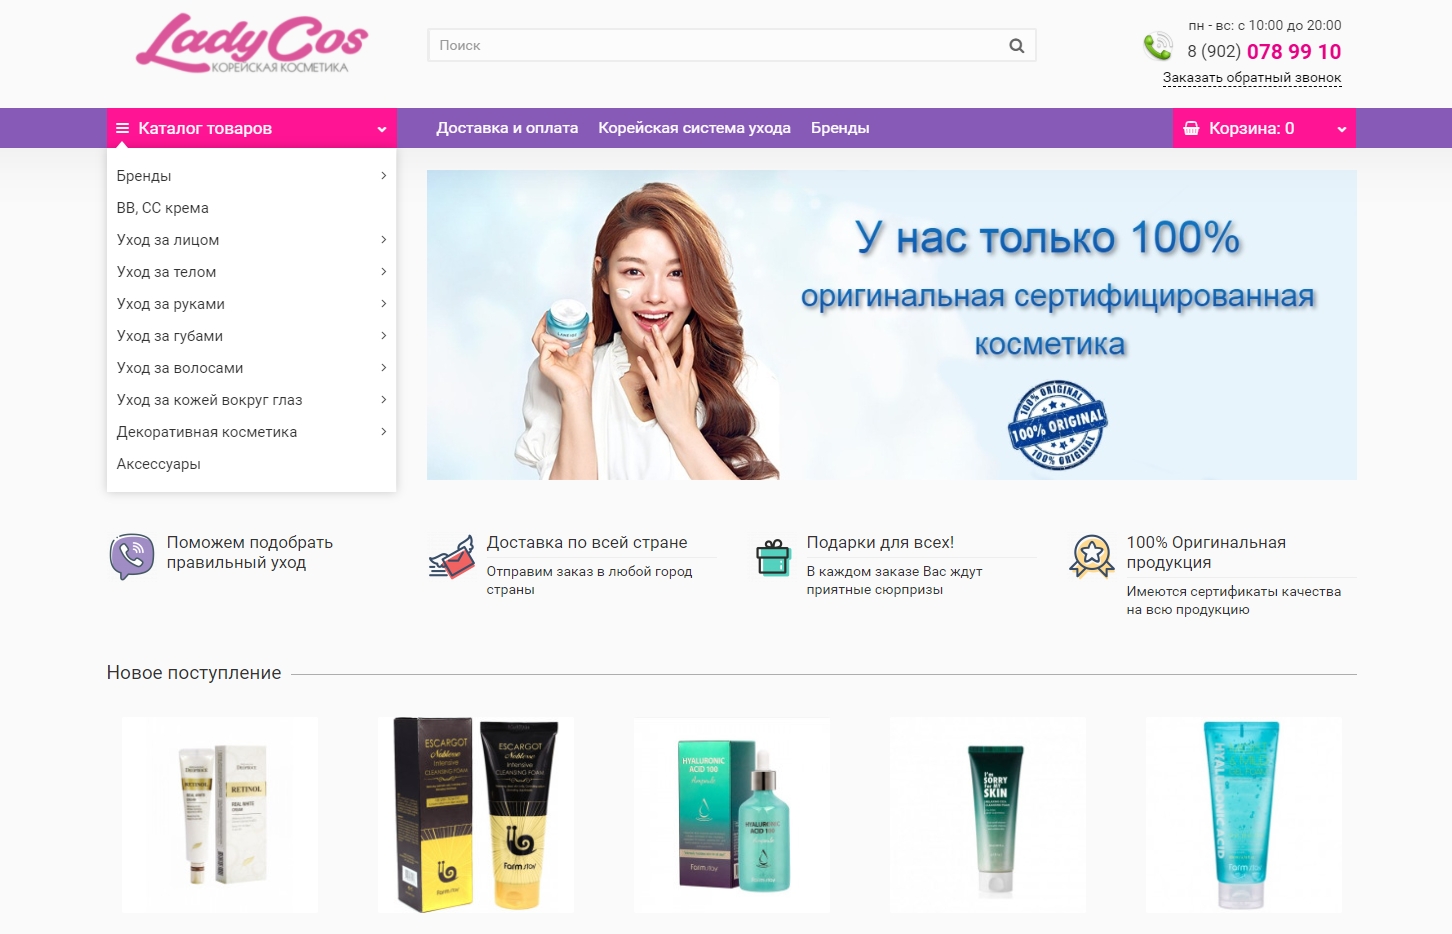 LadyCos
КОРЕЙСКАЯ КОСМЕТИКА
Поиск
пн - вс: с 10:00 до 20:00
8 (902) 078 99 10
Заказать обратный звонок
Каталог товаров
Доставка и оплата
Корейская система ухода
Бренды
Корзина: 0
Бренды
BB, CC крема
Уход за лицом
Уход за телом
Уход за руками
Уход за губами
Уход за волосами
Уход за кожей вокруг глаз
Декоративная косметика
Аксессуары
У нас только 100%
оригинальная сертифицированная
косметика
100% ORIGINAL
100% ORIGINAL
100% ORIGINAL
Поможем подобрать
правильный уход
Доставка по всей стране
Отправим заказ в любой город
страны
Подарки для всех!
В каждом заказе Вас ждут
приятные сюрпризы
100% Оригинальная
продукция
Имеются сертификаты качества
на всю продукцию
Новое поступление
RETINOL
RETINOL
ESCARGOT
Noblesse
Intensive
CLEANSING FOAM
FarmStay
ESCARGOT
Noblesse
Intensive
CLEANSING FOAM
FarmStay
HYALURONIC
ACID 100
Ampoule
FarmStay
HYALURONIC
ACID 100
FarmStay
I'm
SORRY
For MY
SKIN
HYALURONIC ACID
FarmStay